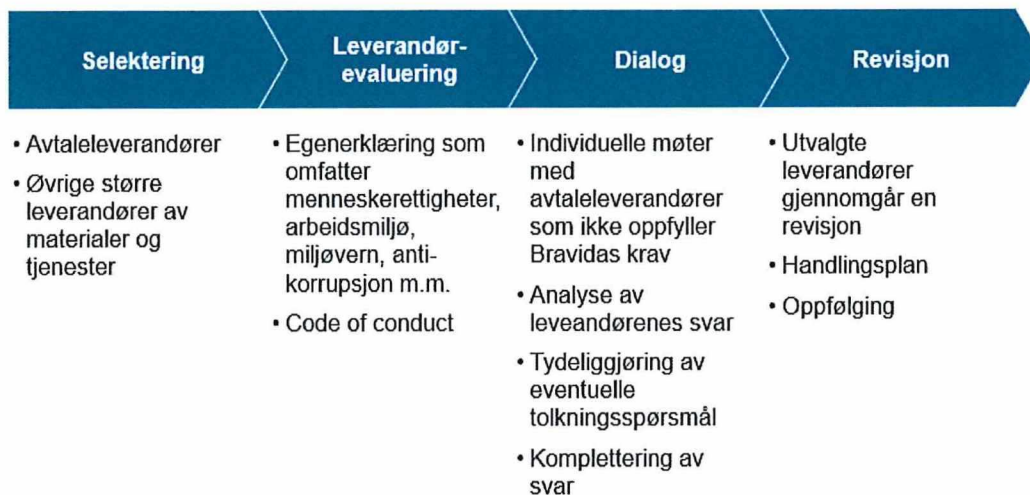 Selektering
Leverandør-
evaluering
Dialog
Revisjon
• Avtaleleverandører
• Øvrige større
leverandører av
materialer og
tjenester
• Egenerklæring som
omfatter
menneskerettigheter,
arbeidsmiljø,
miljøvern, anti-
korrupsjon m.m.
• Code of conduct
• Individuelle møter
med
avtaleleverandører
som ikke oppfyller
Bravidas krav
• Analyse av
leveandørenes svar
• Tydeliggjøring av
eventuelle
tolkningsspørsmål
• Komplettering av
svar
• Utvalgte
leverandører
gjennomgår en
revisjon
• Handlingsplan
• Oppfølging